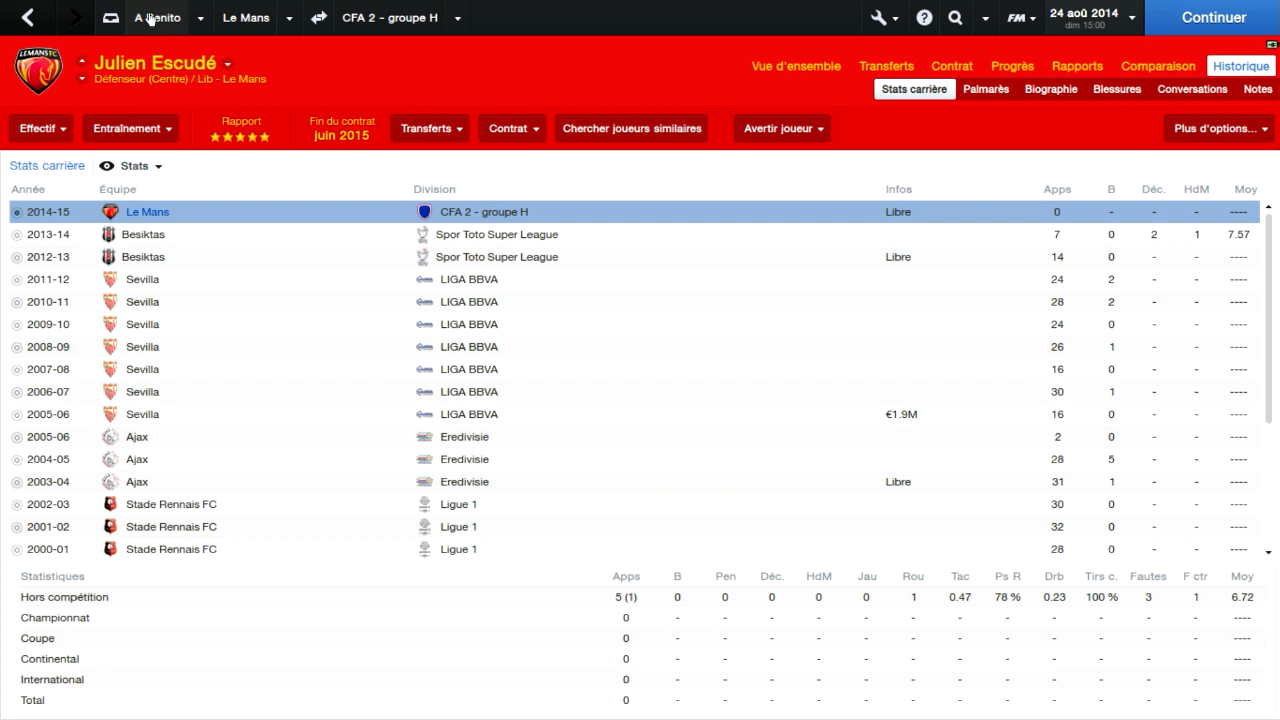 A Benito Le Mans CFA 2 - groupe H FM 24 aoû 2014 Continuer
dim 15:00
LEMANSFC
Julien Escudé
Défenseur (Centre) / Lib - Le Mans
Vue d'ensemble Transferts Contrat Progrès Rapports Comparaison Historique
Stats carrière Palmarès Biographie Blessures Conversations Notes
Effectif Entraînement Rapport Fin du contrat juin 2015 Transferts Contrat Chercher joueurs similaires Avertir joueur Plus d'options...
Stats carrière Stats
Année Équipe Division Infos Apps B Déc. HdM Moy
2014-15 Le Mans CFA 2 - groupe H Libre 0 - - - ----
2013-14 Besiktas Spor Toto Super League 7 0 2 1 7.57
2012-13 Besiktas Spor Toto Super League Libre 14 0 - - ----
2011-12 Sevilla LIGA BBVA 24 2 - - ----
2010-11 Sevilla LIGA BBVA 28 2 - - ----
2009-10 Sevilla LIGA BBVA 24 0 - - ----
2008-09 Sevilla LIGA BBVA 26 1 - - ----
2007-08 Sevilla LIGA BBVA 16 0 - - ----
2006-07 Sevilla LIGA BBVA 30 1 - - ----
2005-06 Sevilla LIGA BBVA €1.9M 16 0 - - ----
2005-06 Ajax Eredivisie 2 0 - - ----
2004-05 Ajax Eredivisie 28 5 - - ----
2003-04 Ajax Eredivisie Libre 31 1 - - ----
2002-03 Stade Rennais FC Ligue 1 30 0 - - ----
2001-02 Stade Rennais FC Ligue 1 32 0 - - ----
2000-01 Stade Rennais FC Ligue 1 28 0 - - ----
Statistiques Apps B Pen Déc. HdM Jau Rou Tac Ps R Drb Tirs c. Fautes F ctr Moy
Hors compétition 5 (1) 0 0 0 0 0 1 0.47 78 % 0.23 100 % 3 1 6.72
Championnat 0 - - - - - - - - - - - - ----
Coupe 0 - - - - - - - - - - - - ----
Continental 0 - - - - - - - - - - - - ----
International 0 - - - - - - - - - - - - ----
Total 0 - - - - - - - - - - - - ----